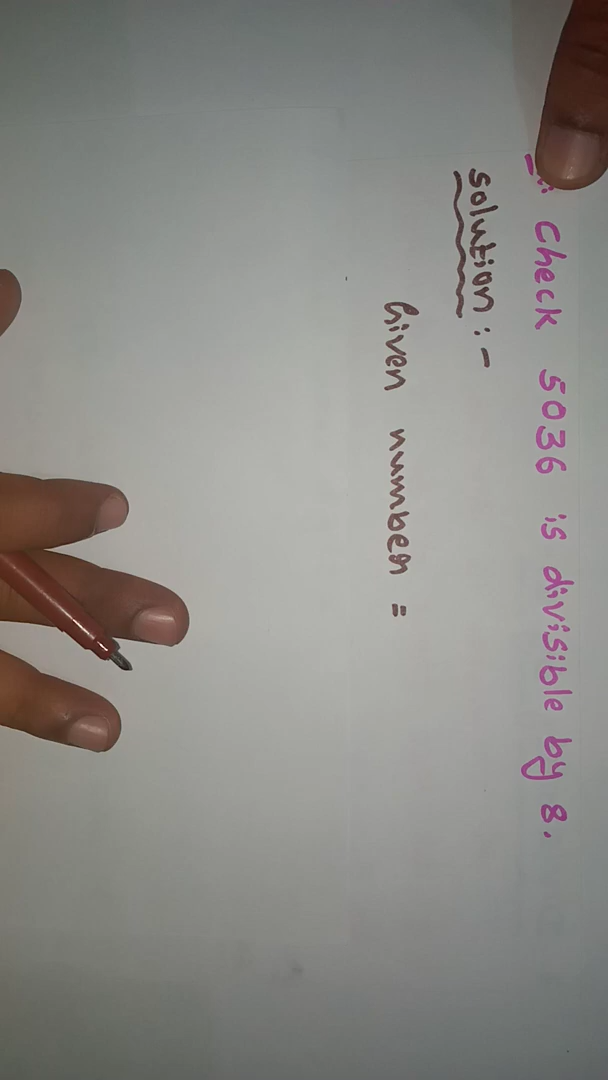 Check 5036 is divisible by 8.
Solution :-
Given number =